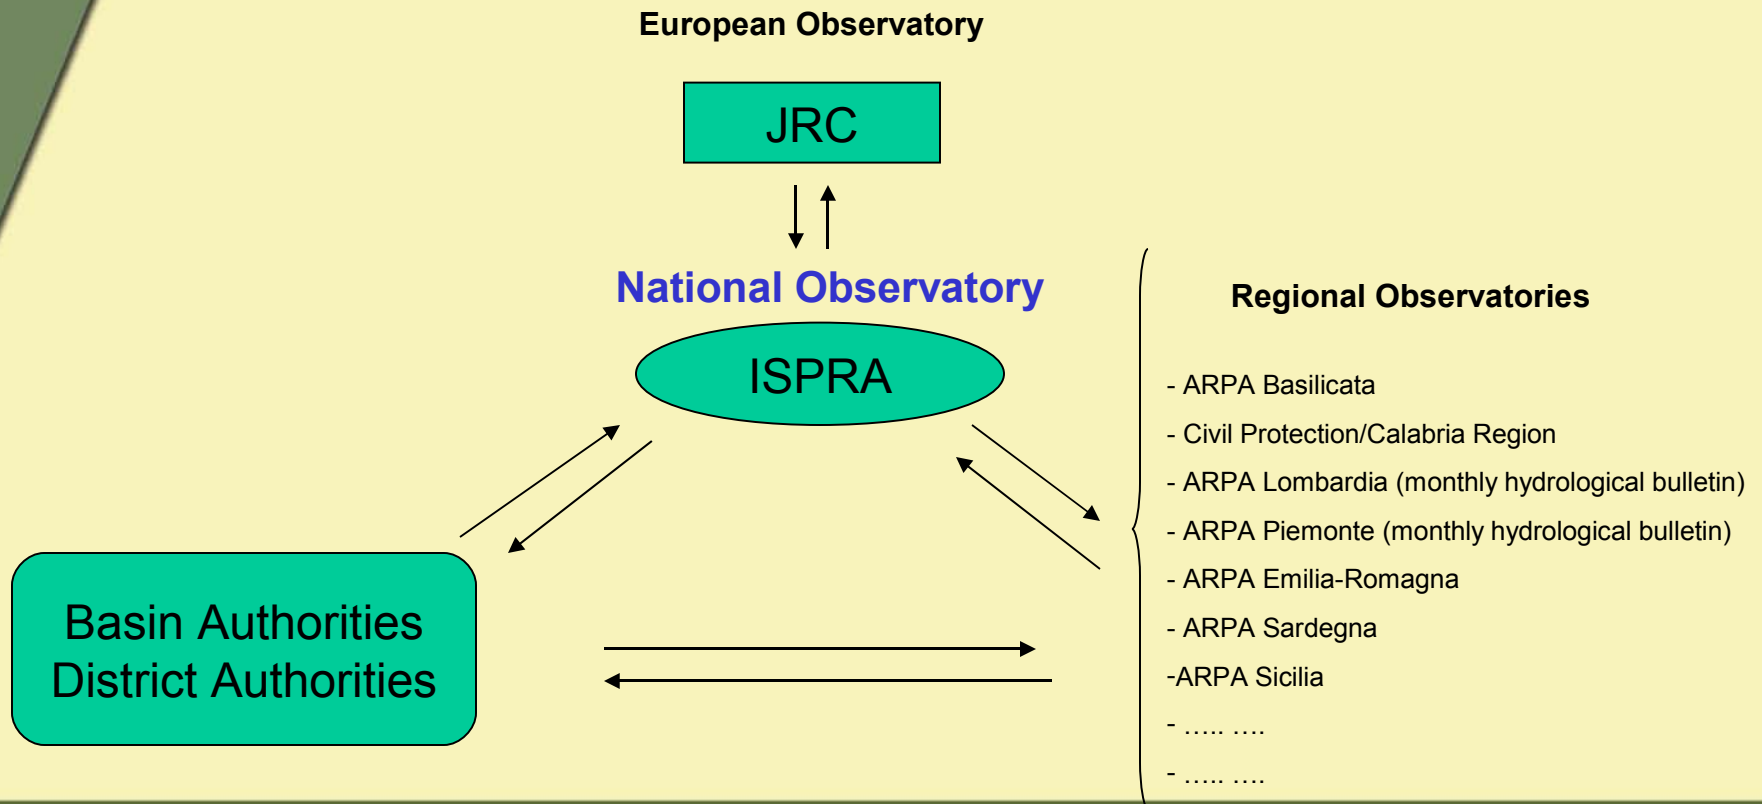 European Observatory
JRC
National Observatory
ISPRA
Basin Authorities
District Authorities
Regional Observatories
- ARPA Basilicata
- Civil Protection/Calabria Region
- ARPA Lombardia (monthly hydrological bulletin)
- ARPA Piemonte (monthly hydrological bulletin)
- ARPA Emilia-Romagna
- ARPA Sardegna
-ARPA Sicilia
- ….. ….
- ….. ….